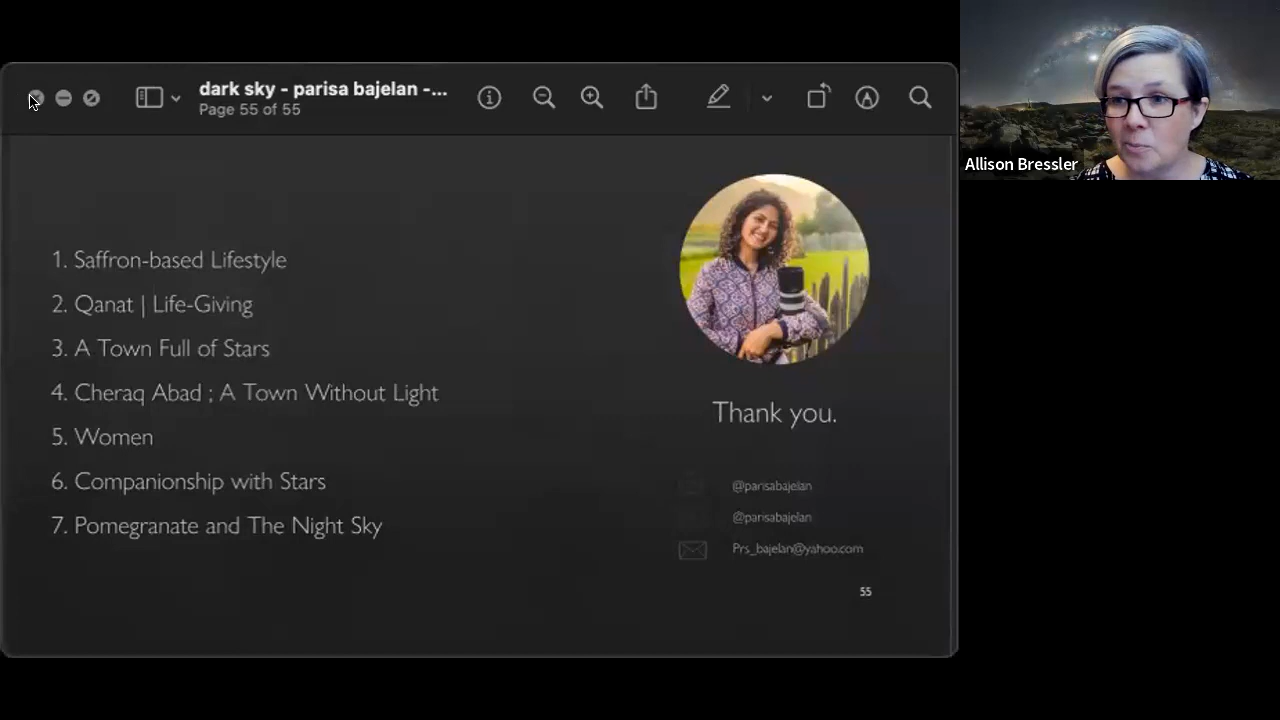 dark sky - parisa bajelan -...
Page 55 of 55
Allison Bressler
1. Saffron-based Lifestyle
2. Qanat | Life-Giving
3. A Town Full of Stars
4. Cheraq Abad ; A Town Without Light
5. Women
6. Companionship with Stars
7. Pomegranate and The Night Sky
Thank you.
@parisabajelan
@parisabajelan
Prs_bajelan@yahoo.com
55